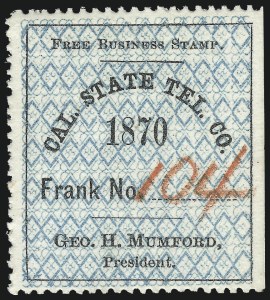 Free Business Stamp.
CAL. STATE TEL. CO.
1870
Frank No. 104
Geo. H. Mumford,
President.